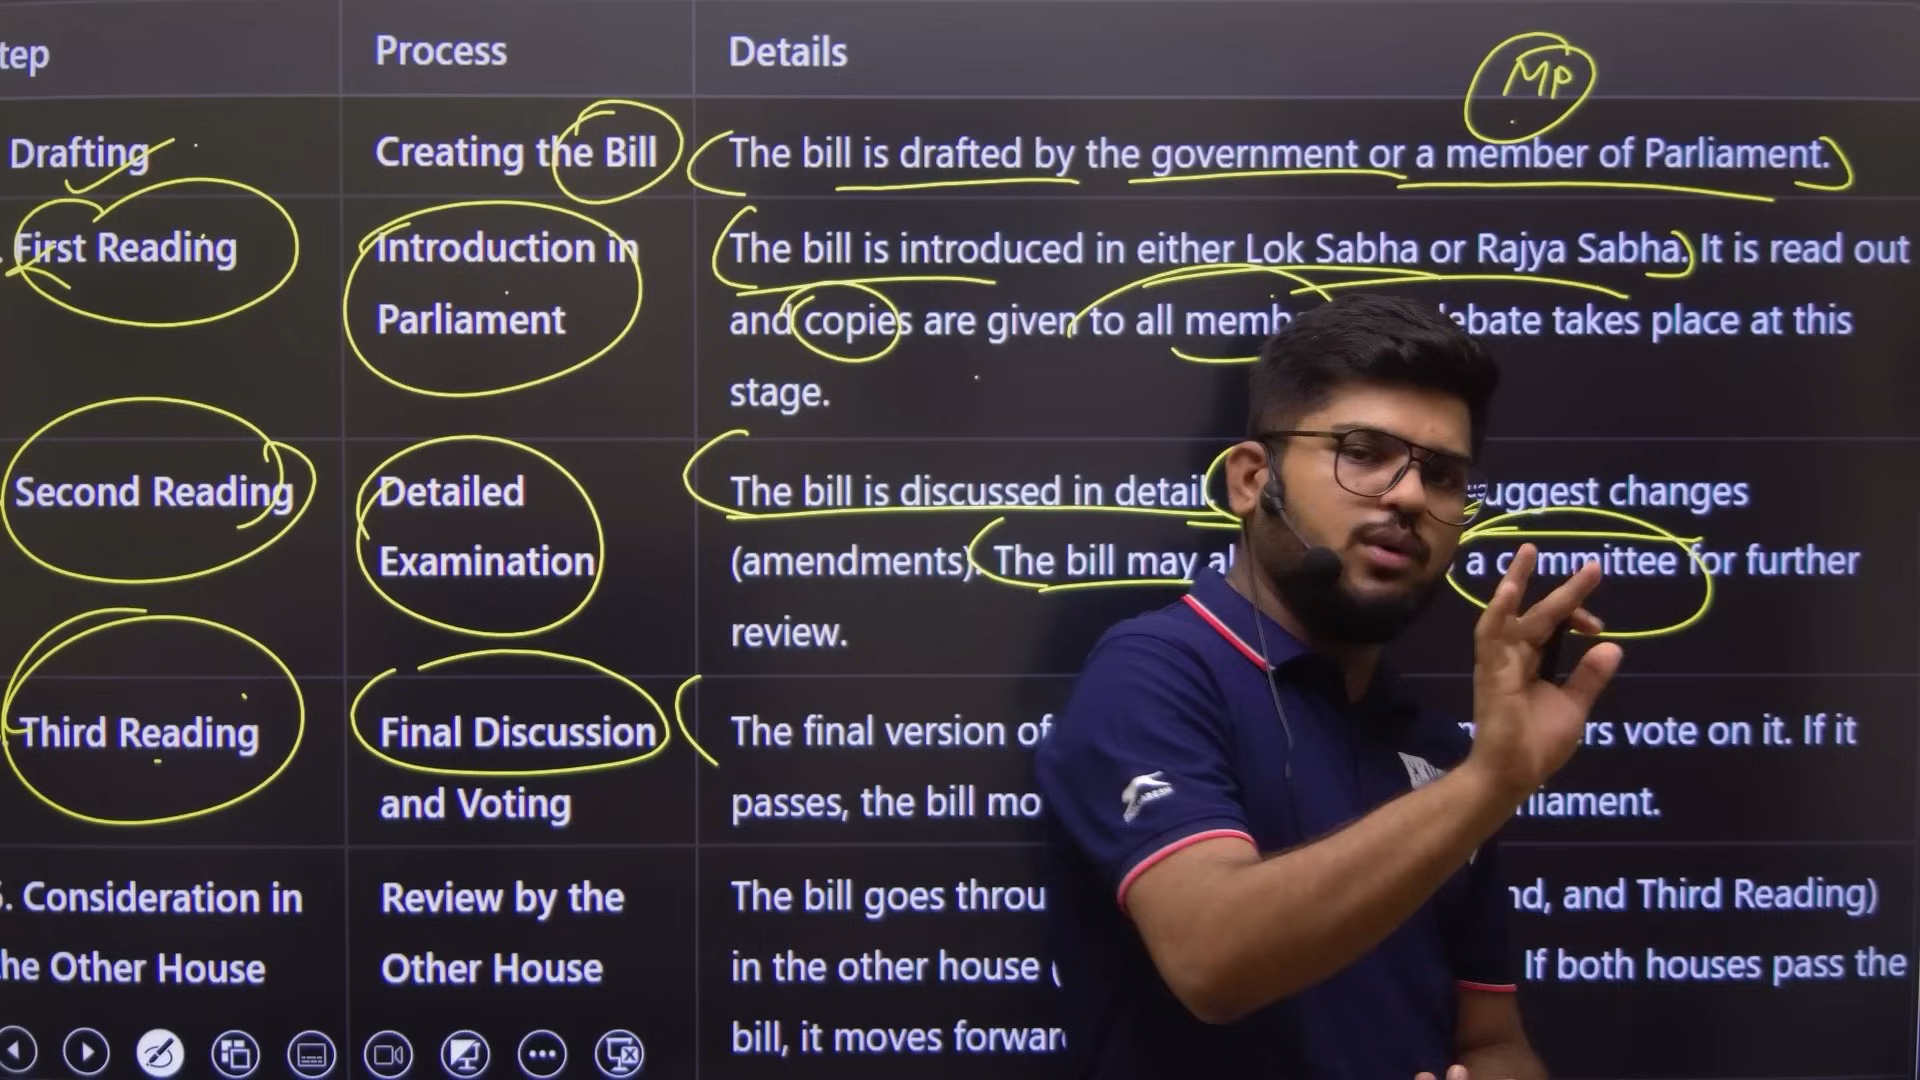 tep Process Details
MP
Drafting Creating the Bill The bill is drafted by the government or a member of Parliament.
First Reading Introduction in The bill is introduced in either Lok Sabha or Rajya Sabha. It is read out
Parliament and copies are given to all memb ebate takes place at this
stage.
Second Reading Detailed The bill is discussed in detail. uggest changes
Examination (amendments). The bill may al a committee for further
review.
Third Reading Final Discussion The final version of rs vote on it. If it
and Voting passes, the bill mo liament.
5. Consideration in Review by the The bill goes throu nd, and Third Reading)
he Other House Other House in the other house ( If both houses pass the
bill, it moves forwar